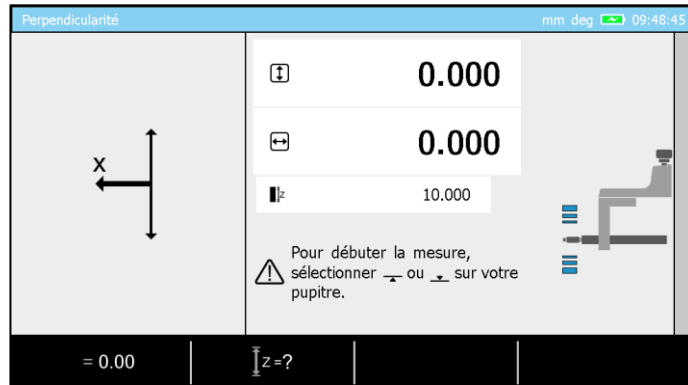 Perpendicularité
mm deg 09:48:45
0.000
X
0.000
z 10.000
Pour débuter la mesure,
sélectionner ou sur votre
pupitre.
= 0.00
z =?